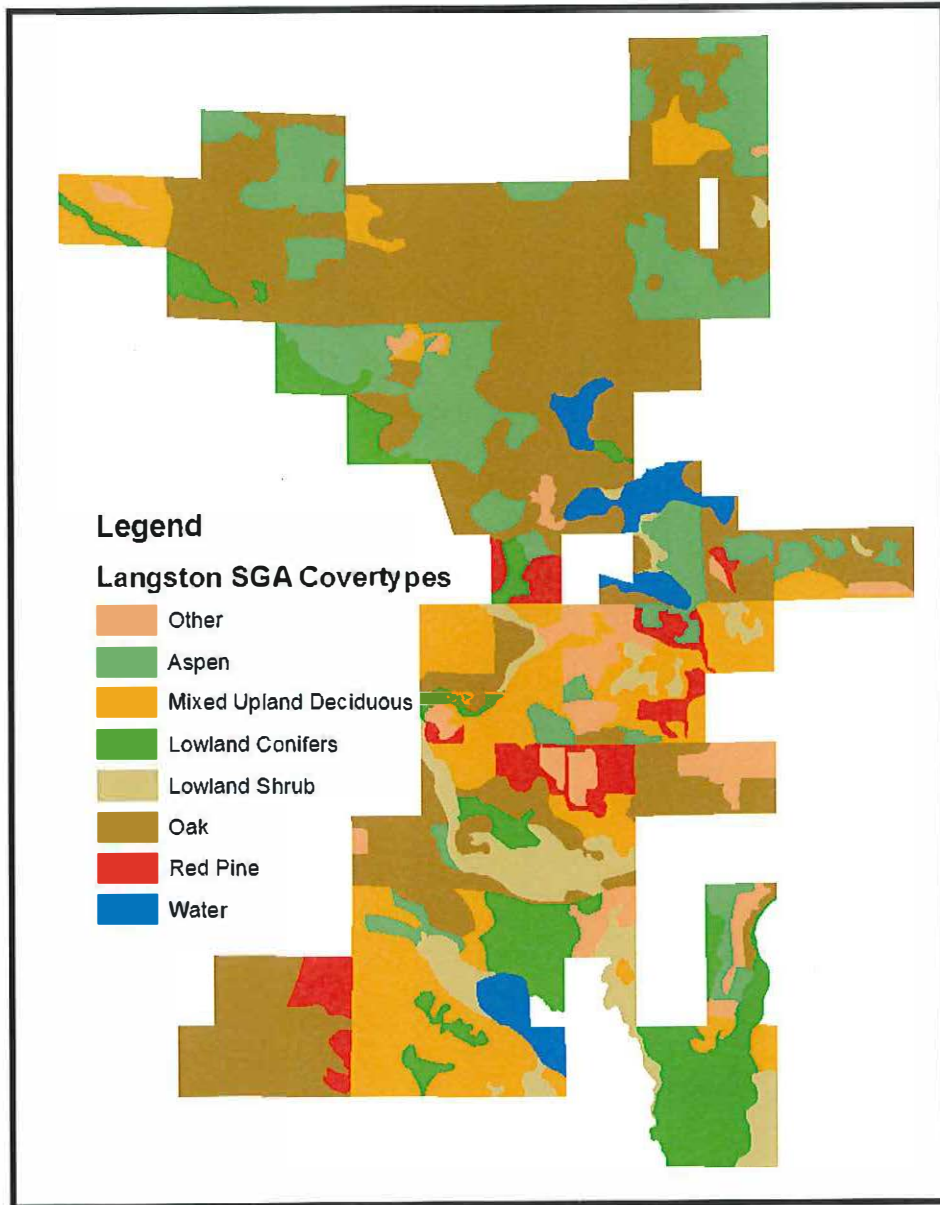 Legend
Langston SGA Covertypes
Other
Aspen
Mixed Upland Deciduous
Lowland Conifers
Lowland Shrub
Oak
Red Pine
Water